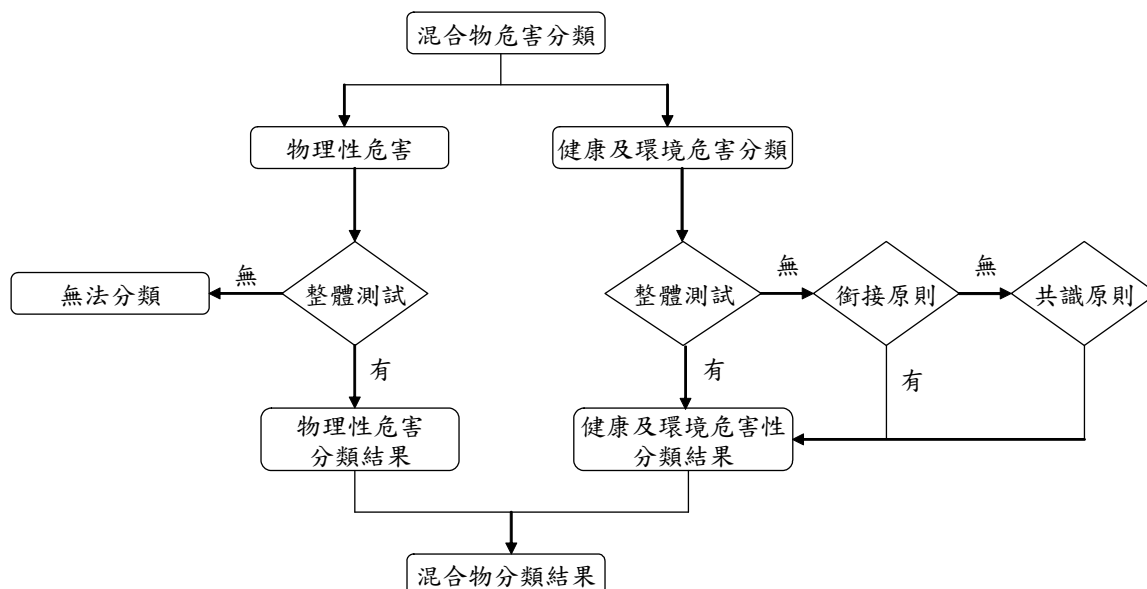 混合物危害分類
物理性危害
健康及環境危害分類
無法分類
無
整體測試
整體測試
無
銜接原則
無
共識原則
有
有
有
物理性危害
分類結果
健康及環境危害性
分類結果
混合物分類結果